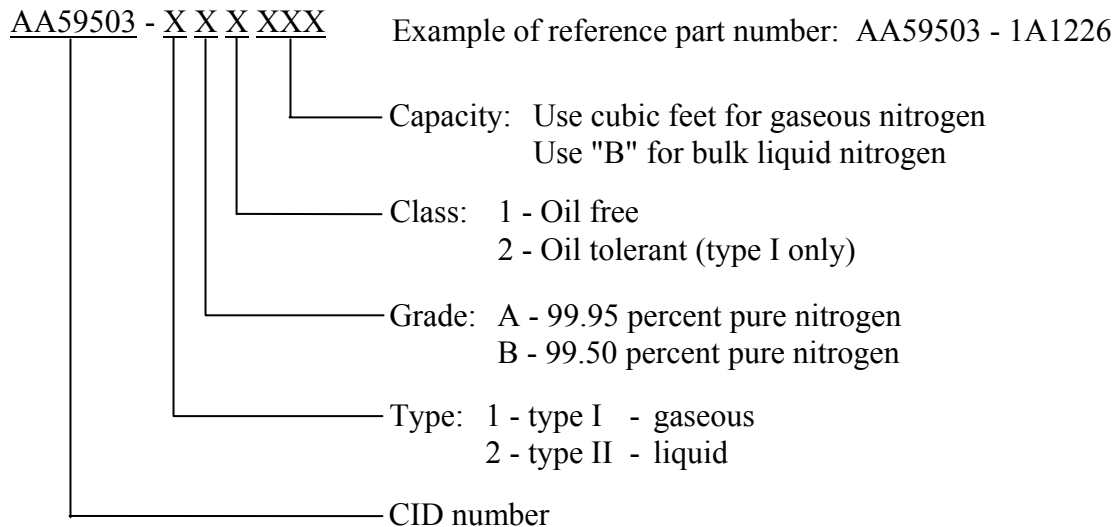 AA59503 - X X X XXX Example of reference part number: AA59503 - 1A1226
Capacity: Use cubic feet for gaseous nitrogen
Use "B" for bulk liquid nitrogen
Class: 1 - Oil free
2 - Oil tolerant (type I only)
Grade: A - 99.95 percent pure nitrogen
B - 99.50 percent pure nitrogen
Type: 1 - type I - gaseous
2 - type II - liquid
CID number